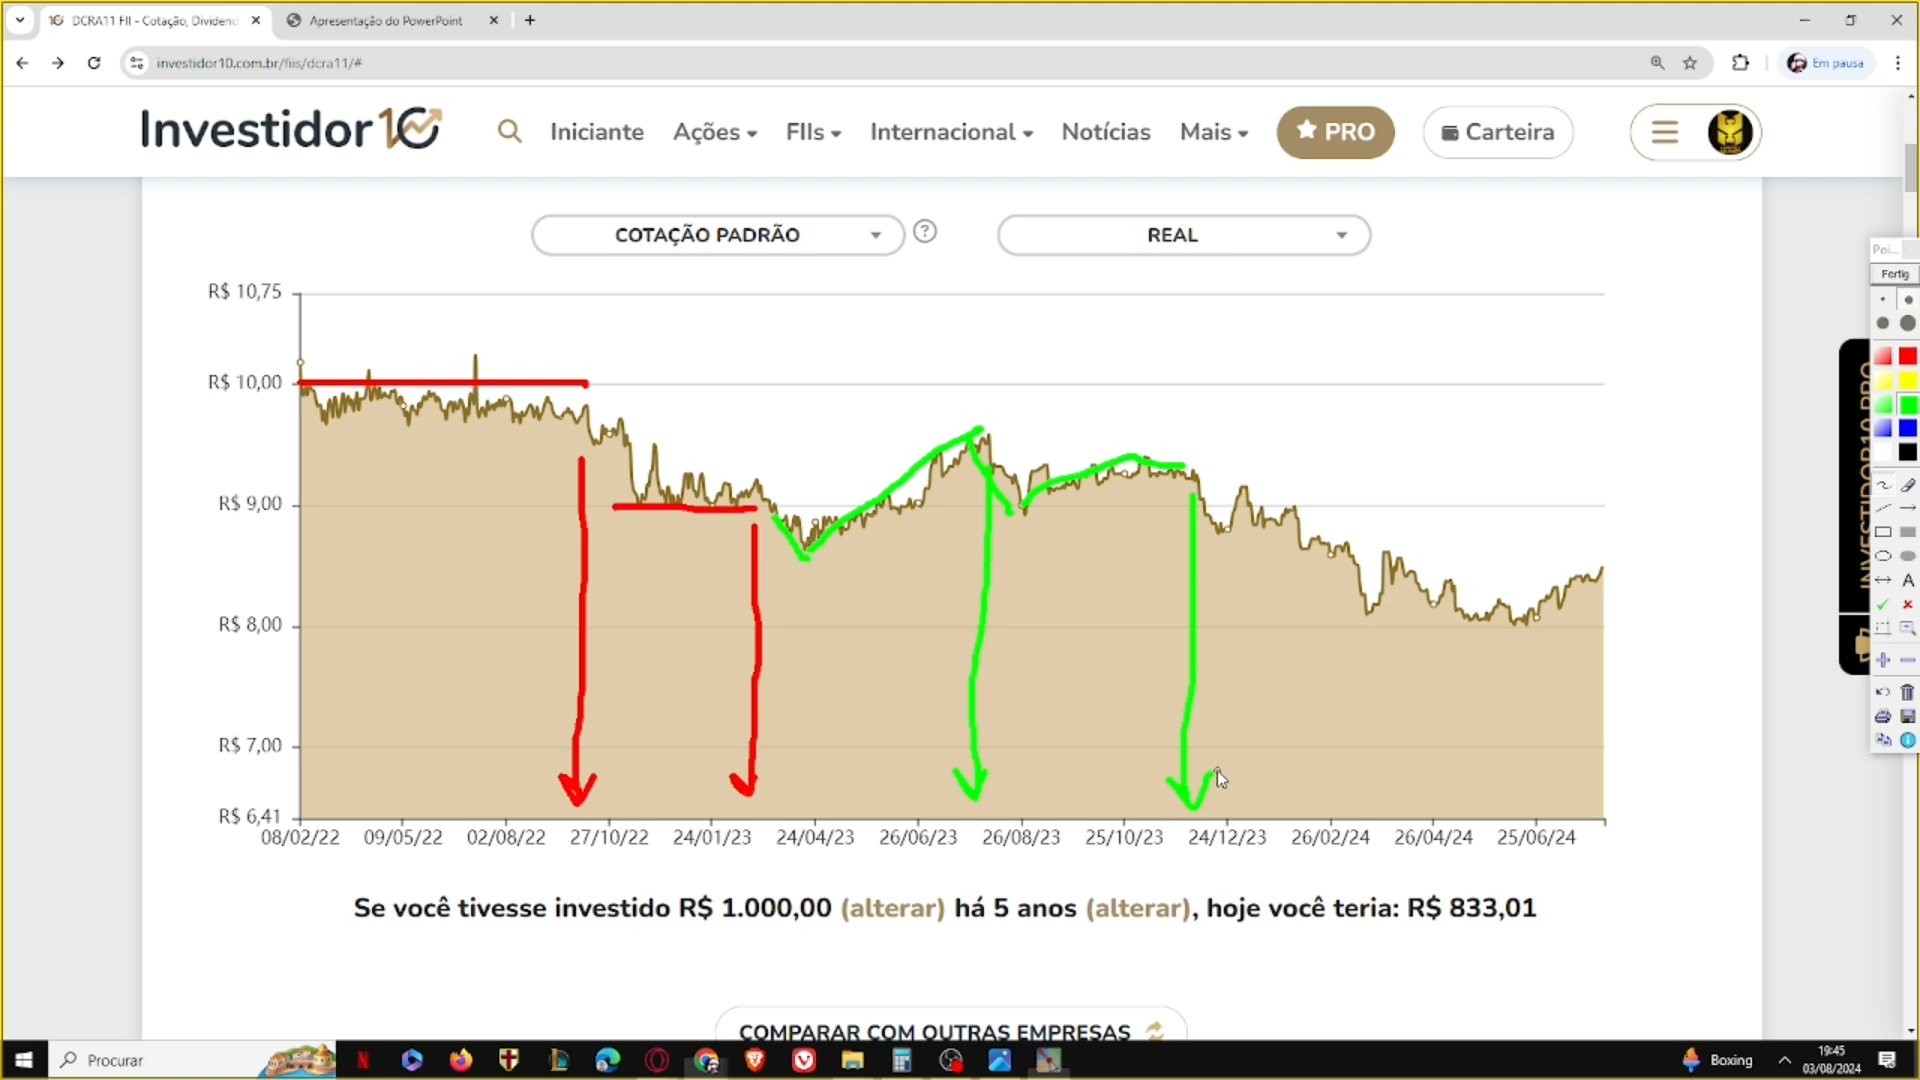 DCRA11 FII - Cotação, Dividend
Apresentação do PowerPoint
investidor10.com.br/fiis/dcra11/#
Em pausa
Investidor 10
Iniciante
Ações
FIIs
Internacional
Notícias
Mais
PRO
Carteira
COTAÇÃO PADRÃO
?
REAL
Poi...
Fertig
INVESTIDOR10 PRO
A
R$ 10,75
R$ 10,00
R$ 9,00
R$ 8,00
R$ 7,00
R$ 6,41
08/02/22 09/05/22 02/08/22 27/10/22 24/01/23 24/04/23 26/06/23 26/08/23 25/10/23 24/12/23 26/02/24 26/04/24 25/06/24
Se você tivesse investido R$ 1.000,00 (alterar) há 5 anos (alterar), hoje você teria: R$ 833,01
COMPARAR COM OUTRAS EMPRESAS
Procurar
Boxing
19:45
03/08/2024